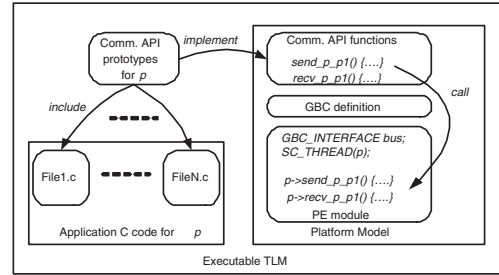 Comm. API
prototypes
for p
implement
include
File1.c
FileN.c
Application C code for p
Comm. API functions
send_p_p1() {....}
recv_p_p1() {....}
call
GBC definition
GBC_INTERFACE bus;
SC_THREAD(p);
p->send_p_p1() {....}
p->recv_p_p1() {....}
PE module
Platform Model
Executable TLM